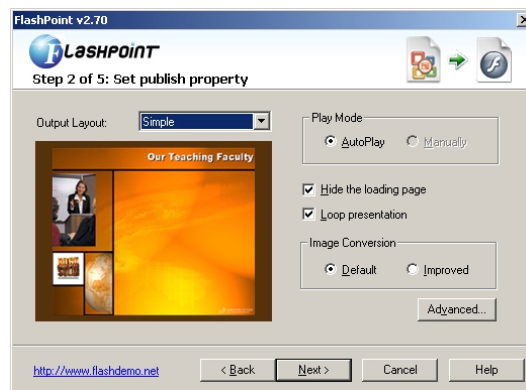 FlashPoint v2.70
FLASHPOINT
Step 2 of 5: Set publish property
Output Layout:
Simple
Our Teaching Faculty
Play Mode
AutoPlay
Manually
Hide the loading page
Loop presentation
Image Conversion
Default
Improved
Advanced...
http://www.flashdemo.net
< Back
Next >
Cancel
Help